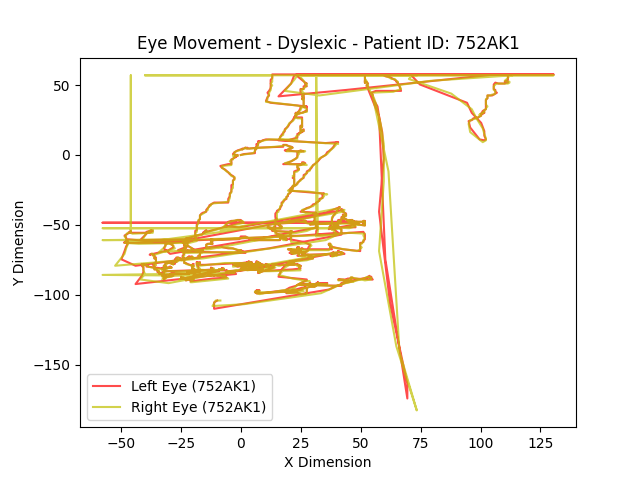 Eye Movement - Dyslexic - Patient ID: 752AK1
Y Dimension
50
0
−50
−100
−150
Left Eye (752AK1)
Right Eye (752AK1)
−50 −25 0 25 50 75 100 125
X Dimension